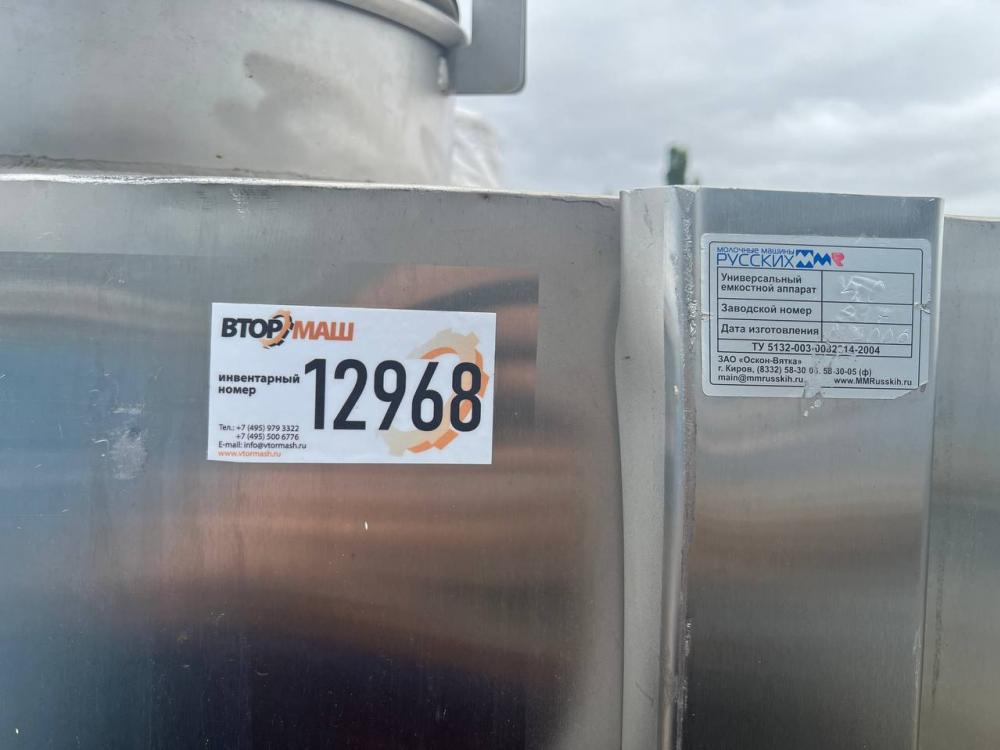 ВТОРМАШ
инвентарный
номер
12968
Тел.: +7 (495) 979 3322
+7 (495) 500 6776
E-mail: info@vtormash.ru
www.vtormash.ru
МОЛОЧНЫЕ МАШИНЫ
РУССКИХ MMR
Универсальный
емкостной аппарат
Заводской номер
Дата изготовления
ЗАО «Оскон-Вятка»
г. Киров, (8332) 58-30-05 (ф)
main@mmrusskih.ru www.MMRusskih.ru